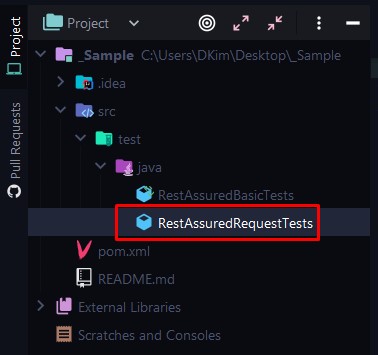 Project
Project
Pull Requests
_Sample C:\Users\DKim\Desktop\_Sample
.idea
src
test
java
RestAssuredBasicTests
RestAssuredRequestTests
pom.xml
README.md
External Libraries
Scratches and Consoles